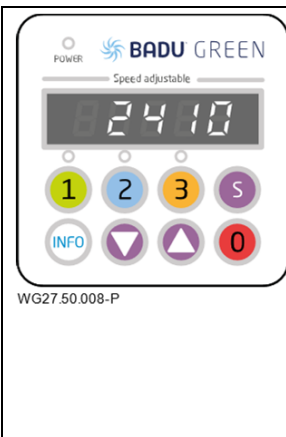 BADU GREEN
POWER
Speed adjustable
2410
1 2 3 S
INFO 0
WG27.50.008-P